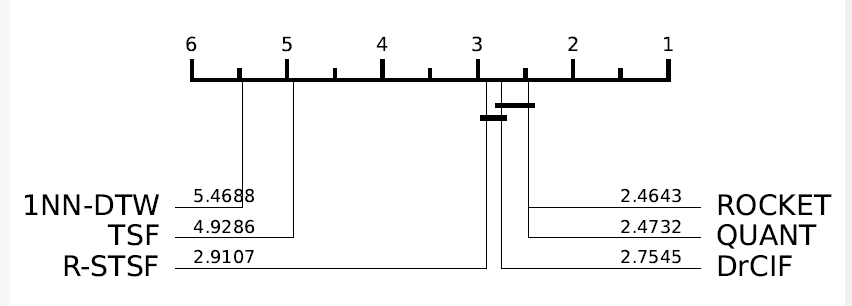 6 5 4 3 2 1
1NN-DTW 5.4688 2.4643 ROCKET
TSF 4.9286 2.4732 QUANT
R-STSF 2.9107 2.7545 DrCIF